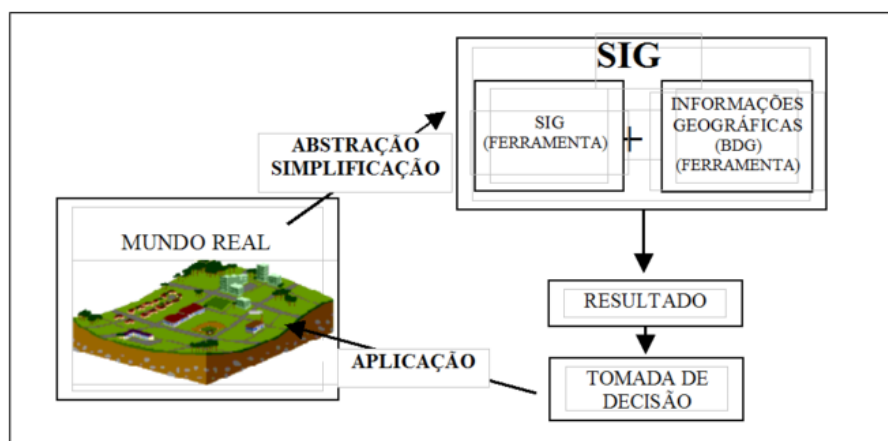 SIG
SIG
(FERRAMENTA)
+
INFORMAÇÕES
GEOGRÁFICAS
(BDG)
(FERRAMENTA)
ABSTRAÇÃO
SIMPLIFICAÇÃO
MUNDO REAL
RESULTADO
APLICAÇÃO
TOMADA DE
DECISÃO